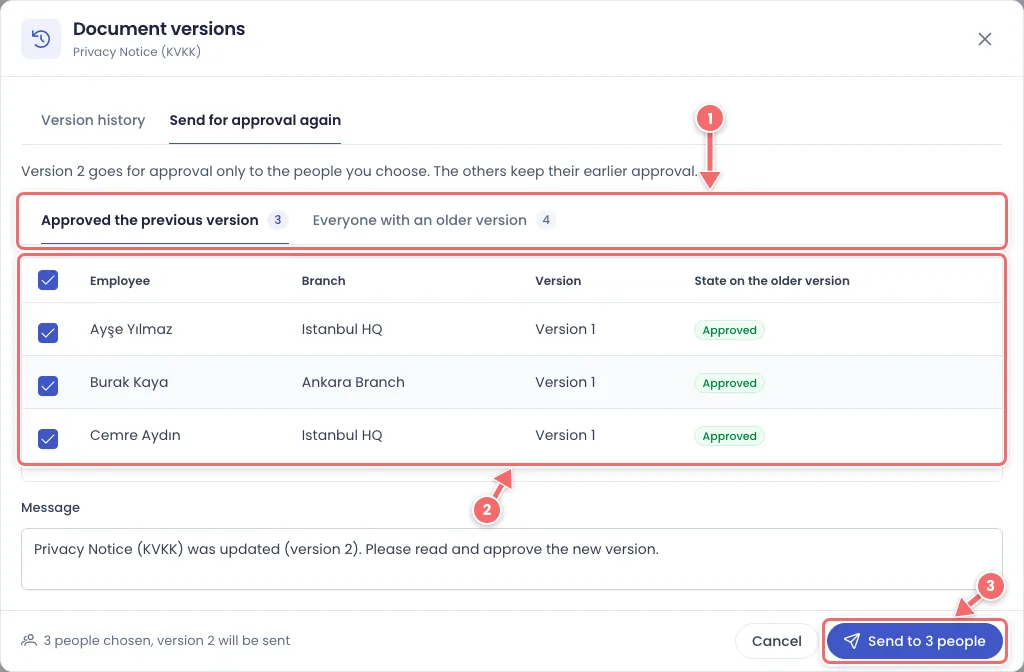 Document versions
Privacy Notice (KVKK)
Version history Send for approval again
1
Version 2 goes for approval only to the people you choose. The others keep their earlier approval.
Approved the previous version 3 Everyone with an older version 4
Employee Branch Version State on the older version
Ayşe Yılmaz Istanbul HQ Version 1 Approved
Burak Kaya Ankara Branch Version 1 Approved
Cemre Aydın Istanbul HQ Version 1 Approved
2
Message
Privacy Notice (KVKK) was updated (version 2). Please read and approve the new version.
3
3 people chosen, version 2 will be sent Cancel Send to 3 people